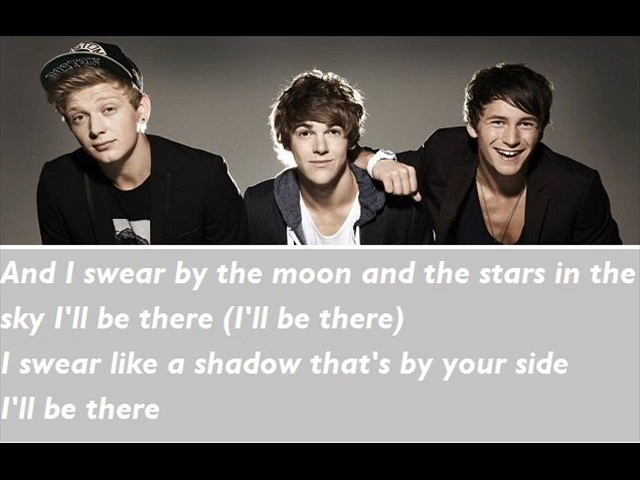 BOSTON
And I swear by the moon and the stars in the
sky I'll be there (I'll be there)
I swear like a shadow that's by your side
I'll be there